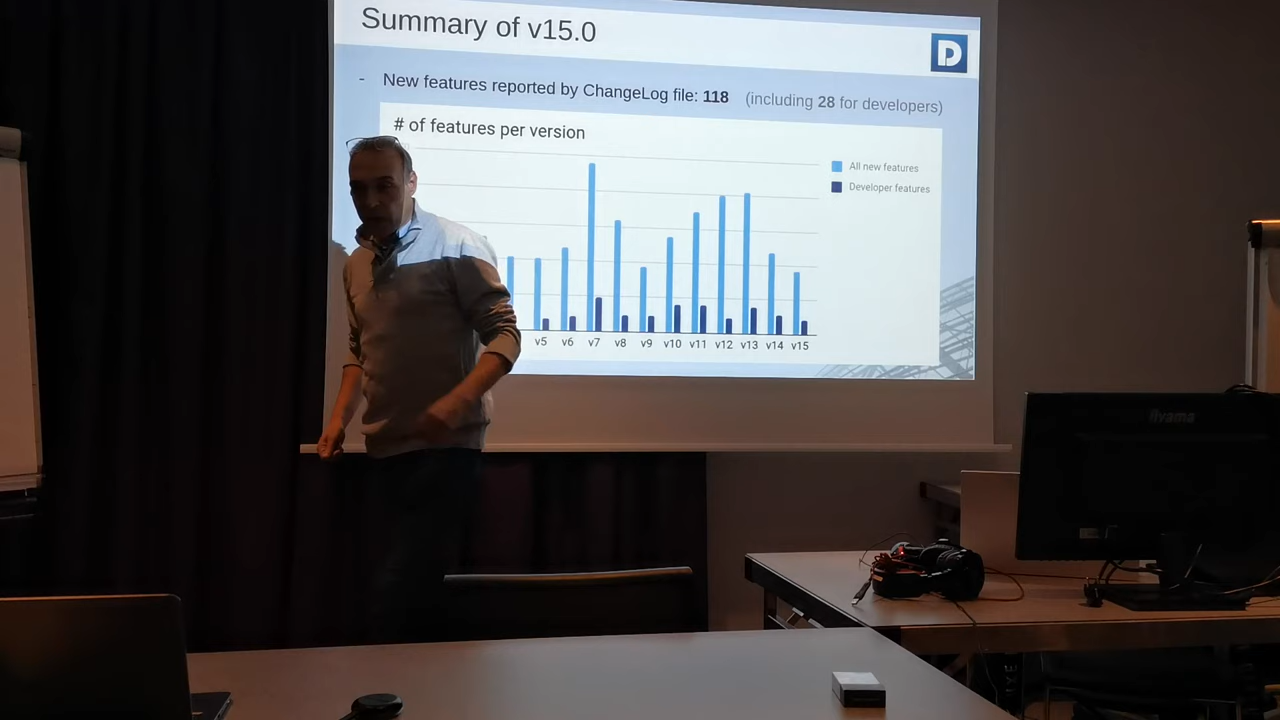 Summary of v15.0
D
- New features reported by ChangeLog file: 118 (including 28 for developers)
# of features per version
All new features
Developer features
v5 v6 v7 v8 v9 v10 v11 v12 v13 v14 v15
iiyama